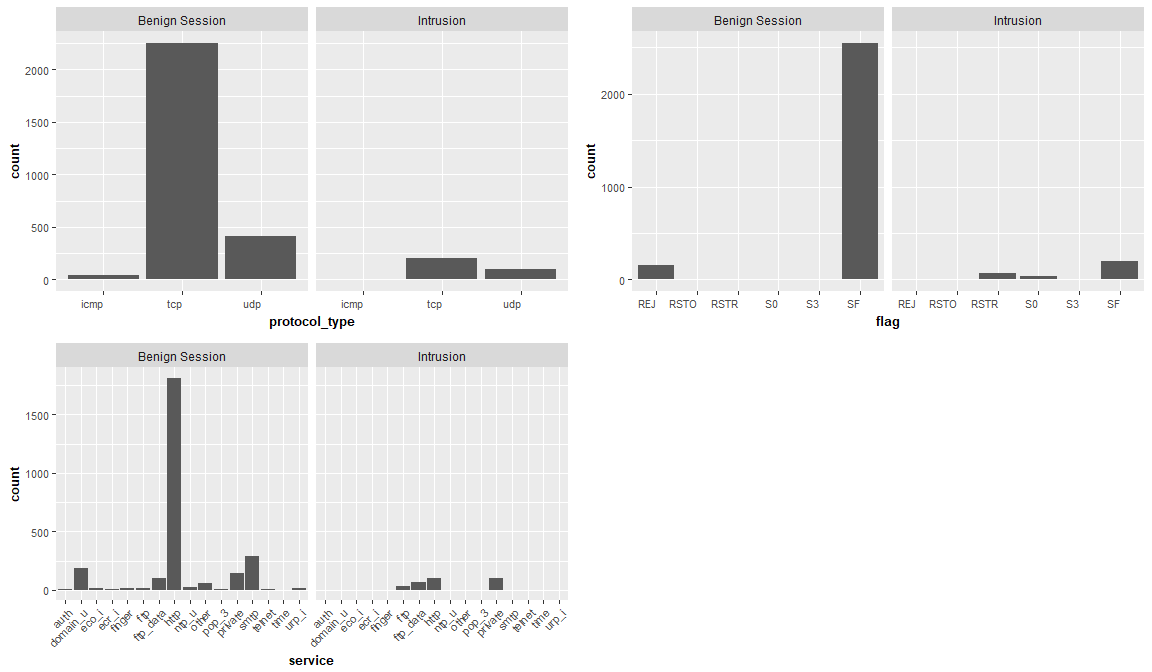 Benign Session Intrusion
2000
1500
1000
500
0
count
icmp tcp udp icmp tcp udp
protocol_type
Benign Session Intrusion
2000
1000
0
count
REJ RSTO RSTR S0 S3 SF REJ RSTO RSTR S0 S3 SF
flag
Benign Session Intrusion
1500
1000
500
0
count
auth domain_u eco_i ecr_i finger ftp ftp_data http ntp_u other pop_3 private smtp telnet time urp_i auth domain_u eco_i ecr_i finger ftp ftp_data http ntp_u other pop_3 private smtp telnet time urp_i
service